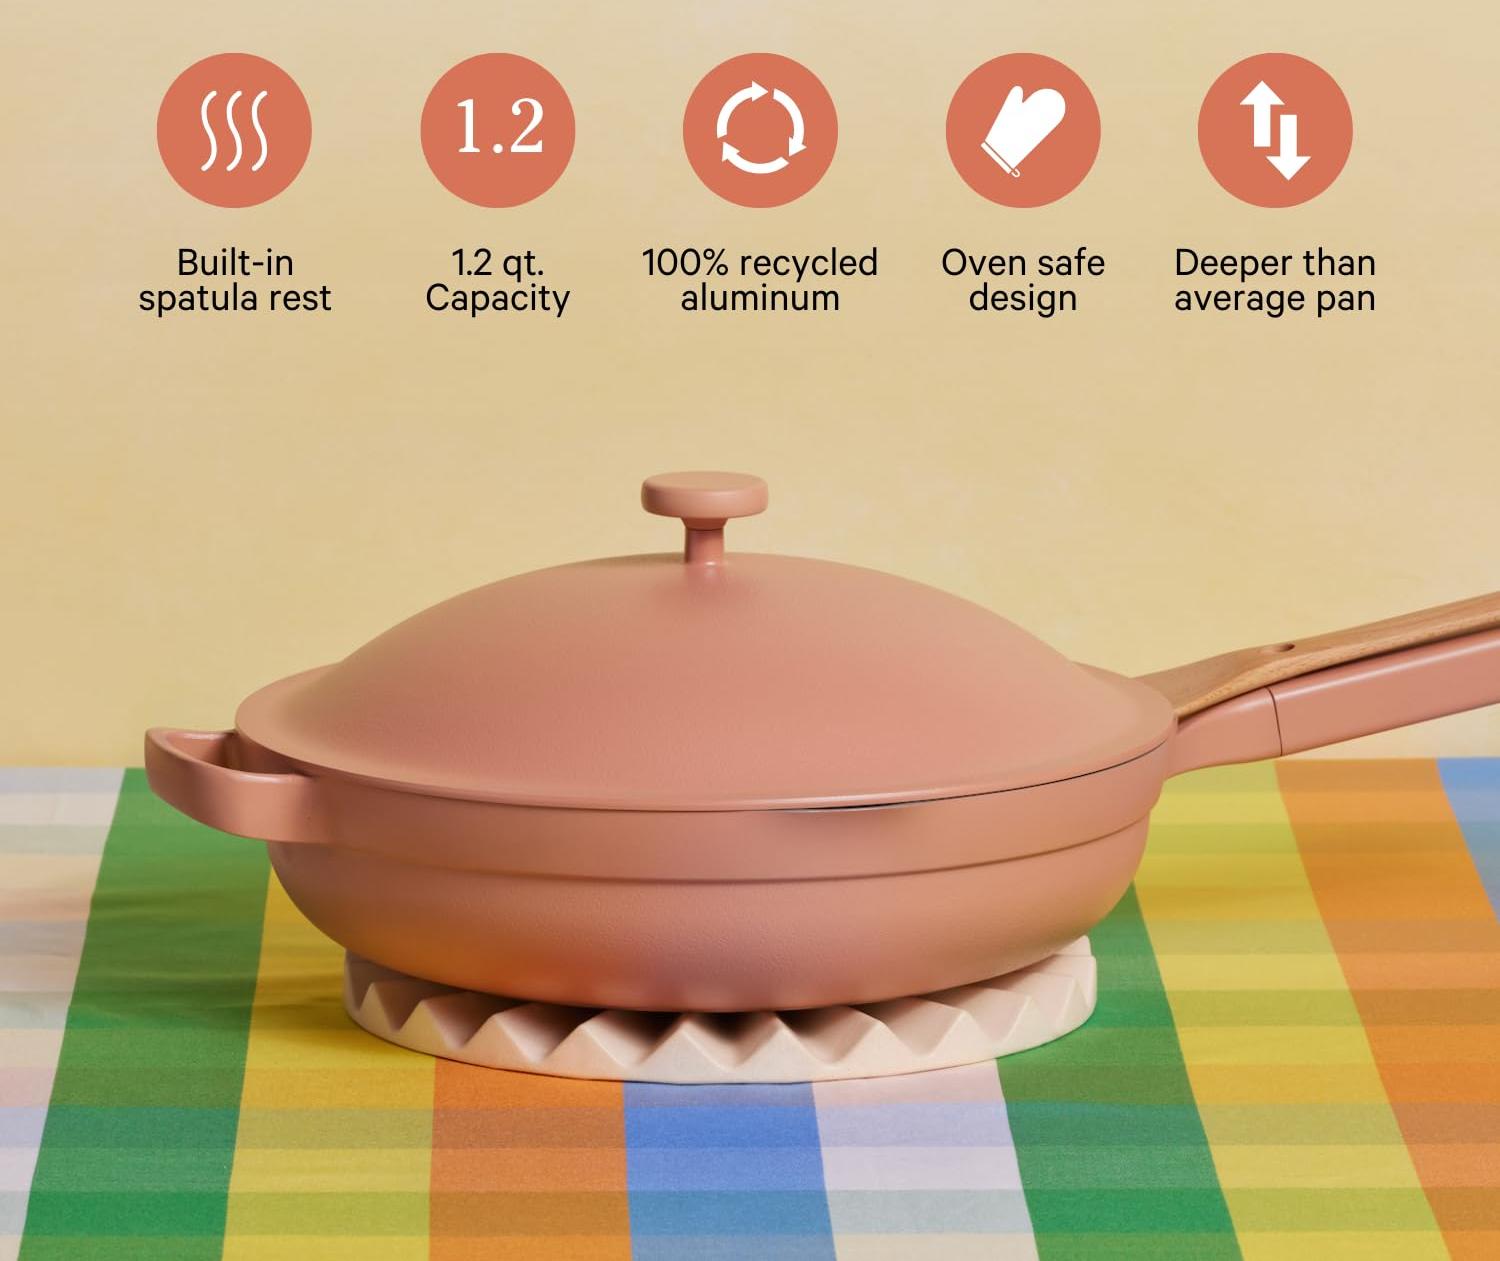 1.2
Built-in
spatula rest
1.2 qt.
Capacity
100% recycled
aluminum
Oven safe
design
Deeper than
average pan